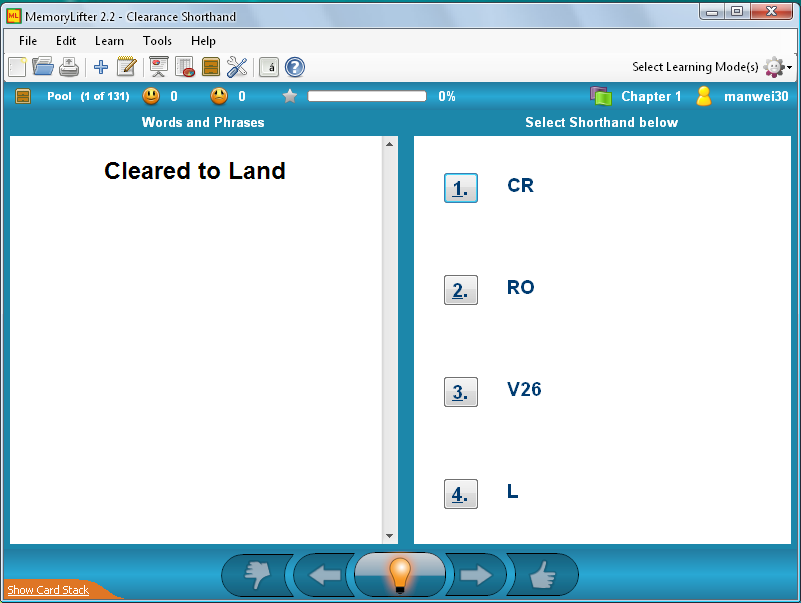 MemoryLifter 2.2 - Clearance Shorthand
File Edit Learn Tools Help
á ? Select Learning Mode(s)
Pool (1 of 131) 0 0 0% Chapter 1 manwei30
Words and Phrases Select Shorthand below
Cleared to Land
1. CR
2. RO
3. V26
4. L
Show Card Stack